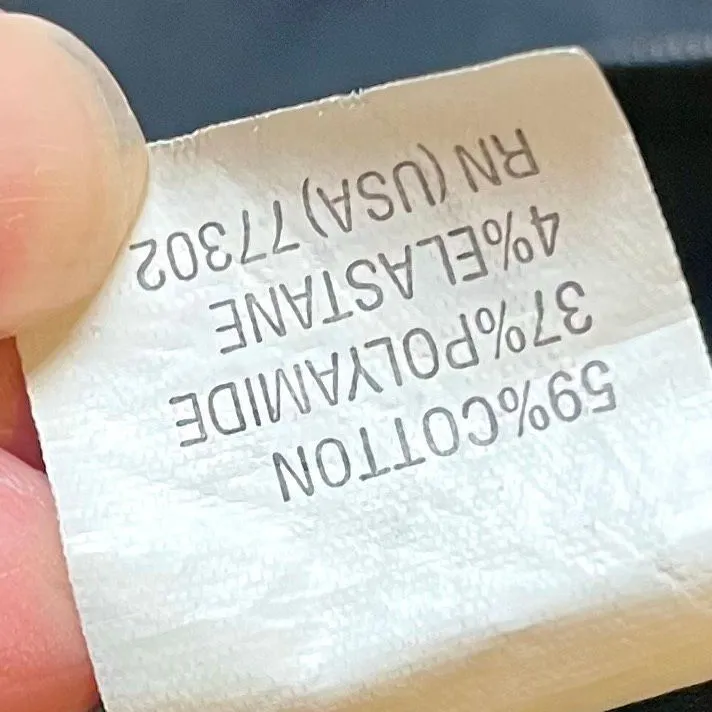 59%COTTON
37%POLYAMIDE
4%ELASTANE
RN (USA) 77302